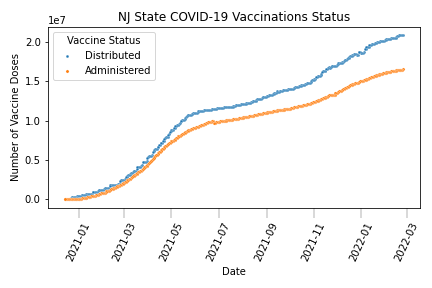 NJ State COVID-19 Vaccinations Status
1e7
Vaccine Status
Distributed
Administered
Number of Vaccine Doses
2.0
1.5
1.0
0.5
0.0
2021-01
2021-03
2021-05
2021-07
2021-09
2021-11
2022-01
2022-03
Date